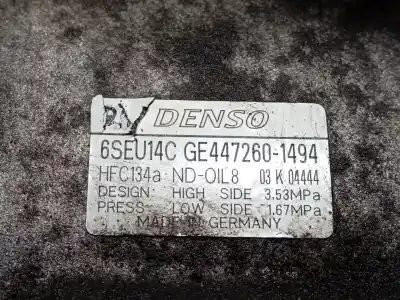 DENSO
6SEU14C GE447260-1494
HFC134a ND-OIL8 03 K 04444
DESIGN: HIGH SIDE 3.53MPa
PRESS: LOW SIDE 1.67MPa
MADE IN GERMANY